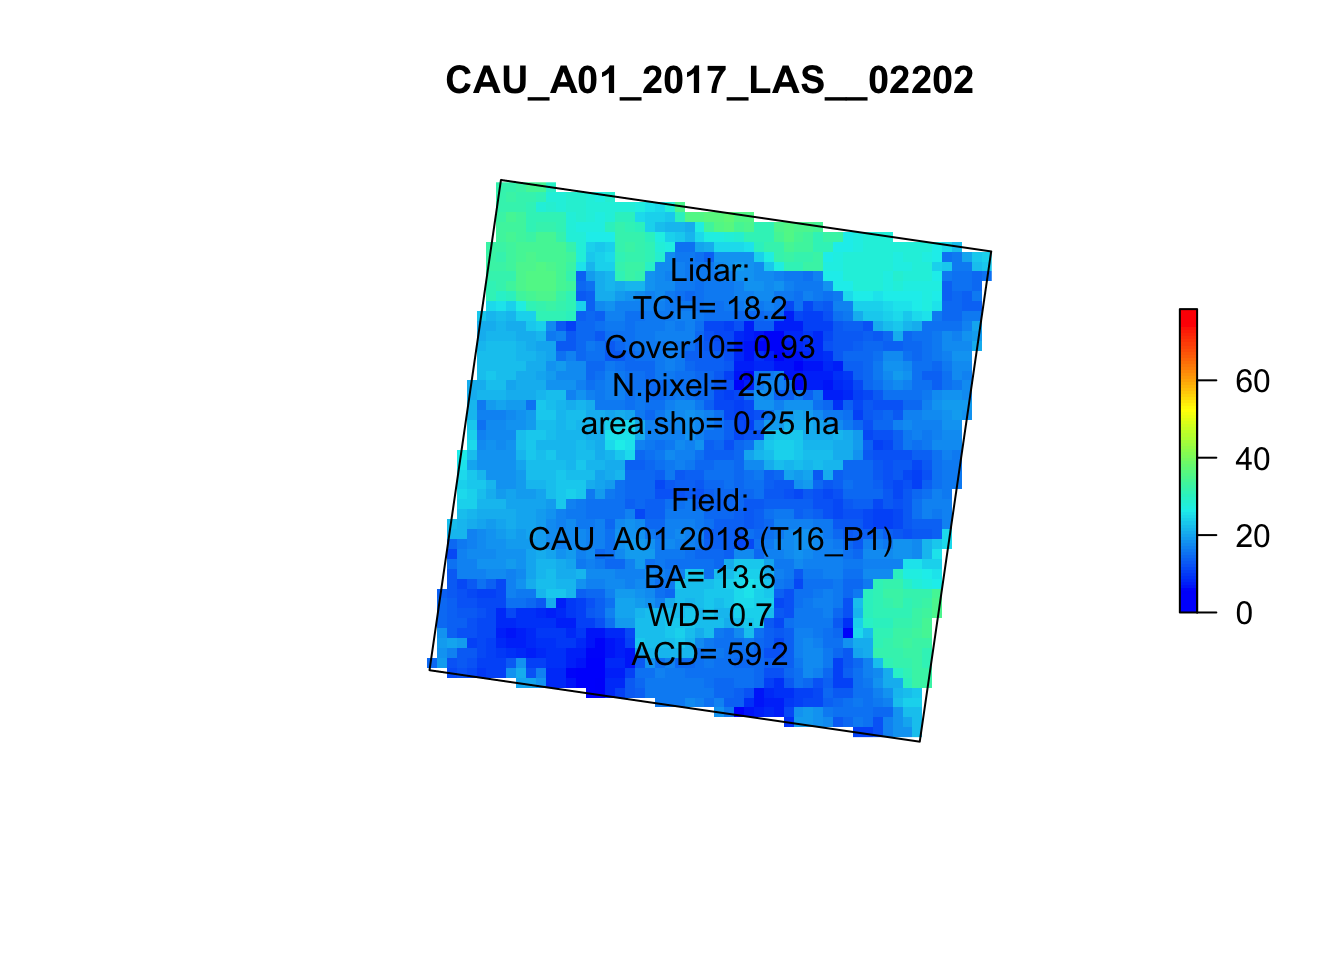 CAU_A01_2017_LAS__02202
Lidar:
TCH= 18.2
Cover10= 0.93
N.pixel= 2500
area.shp= 0.25 ha
Field:
CAU_A01 2018 (T16_P1)
BA= 13.6
WD= 0.7
ACD= 59.2
60
40
20
0